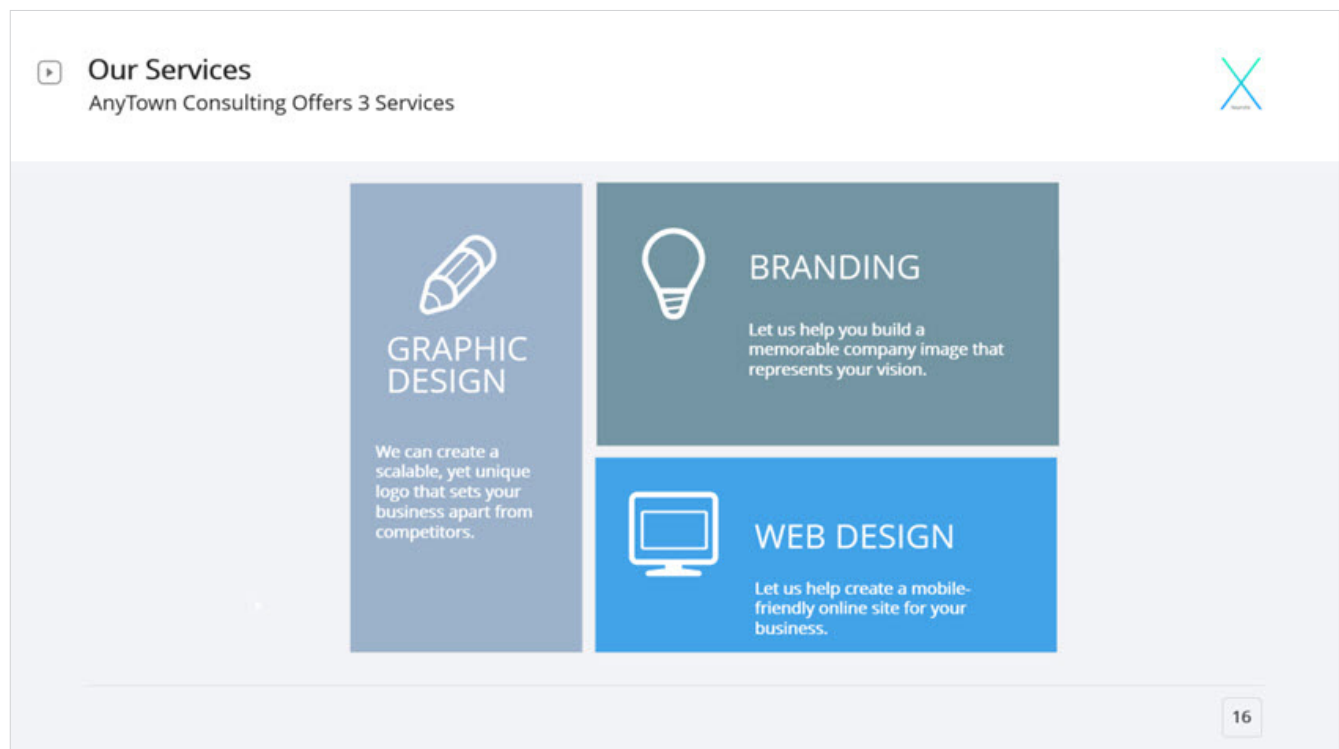 Our Services
AnyTown Consulting Offers 3 Services
GRAPHIC
DESIGN
We can create a
scalable, yet unique
logo that sets your
business apart from
competitors.
BRANDING
Let us help you build a
memorable company image that
represents your vision.
WEB DESIGN
Let us help create a mobile-
friendly online site for your
business.
16